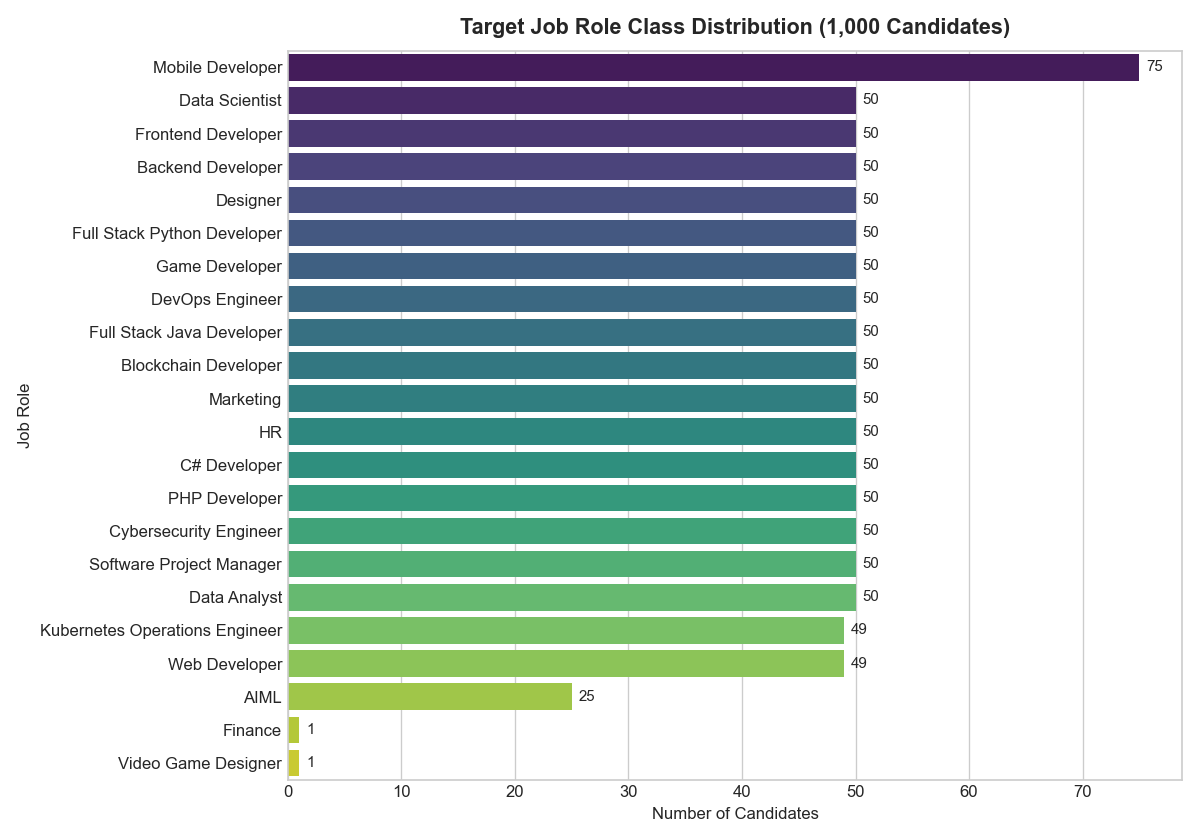 Target Job Role Class Distribution (1,000 Candidates)
Mobile Developer 75
Data Scientist 50
Frontend Developer 50
Backend Developer 50
Designer 50
Full Stack Python Developer 50
Game Developer 50
DevOps Engineer 50
Full Stack Java Developer 50
Blockchain Developer 50
Marketing 50
HR 50
C# Developer 50
PHP Developer 50
Cybersecurity Engineer 50
Software Project Manager 50
Data Analyst 50
Kubernetes Operations Engineer 49
Web Developer 49
AIML 25
Finance 1
Video Game Designer 1
Job Role
0 10 20 30 40 50 60 70
Number of Candidates